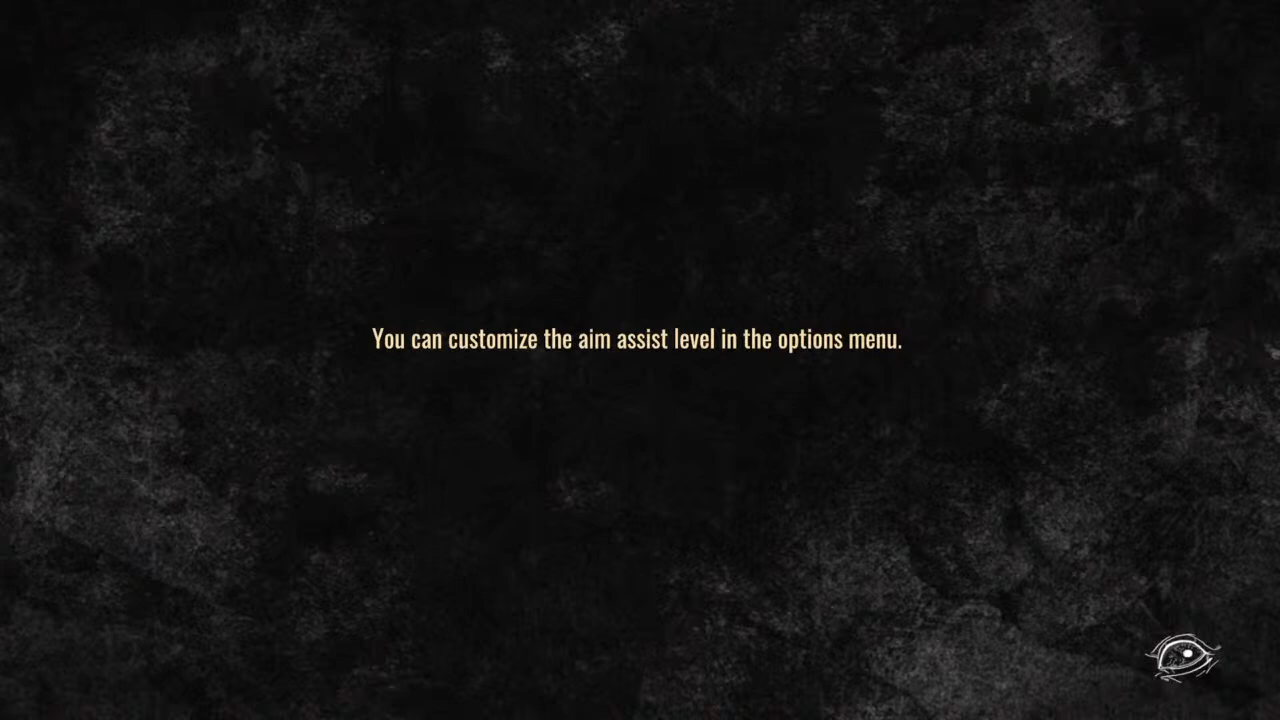 You can customize the aim assist level in the options menu.